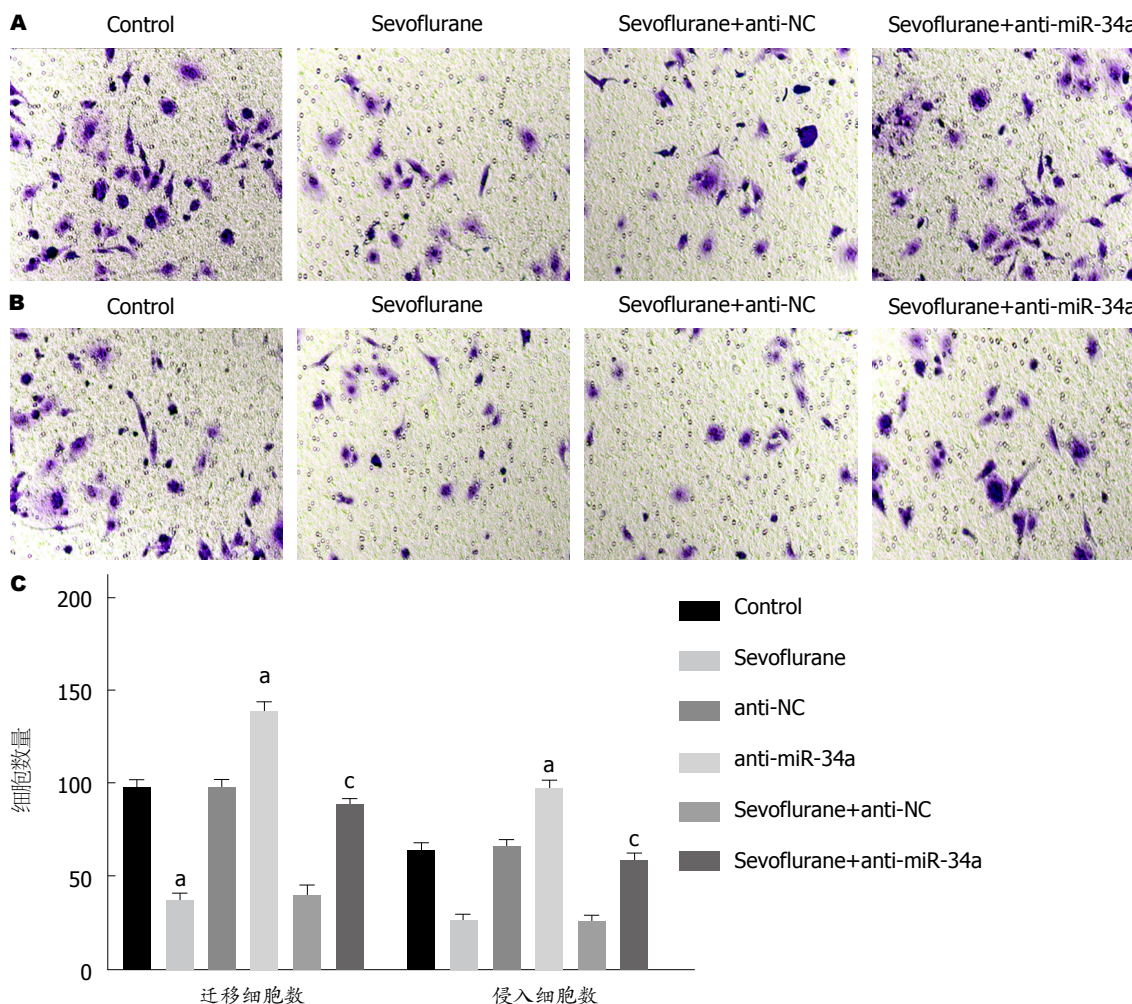 A
Control Sevoflurane Sevoflurane+anti-NC Sevoflurane+anti-miR-34a
B
Control Sevoflurane Sevoflurane+anti-NC Sevoflurane+anti-miR-34a
C
细胞数量
200
150
100
50
0
a
a
c
a
c
迁移细胞数 侵入细胞数
Control
Sevoflurane
anti-NC
anti-miR-34a
Sevoflurane+anti-NC
Sevoflurane+anti-miR-34a